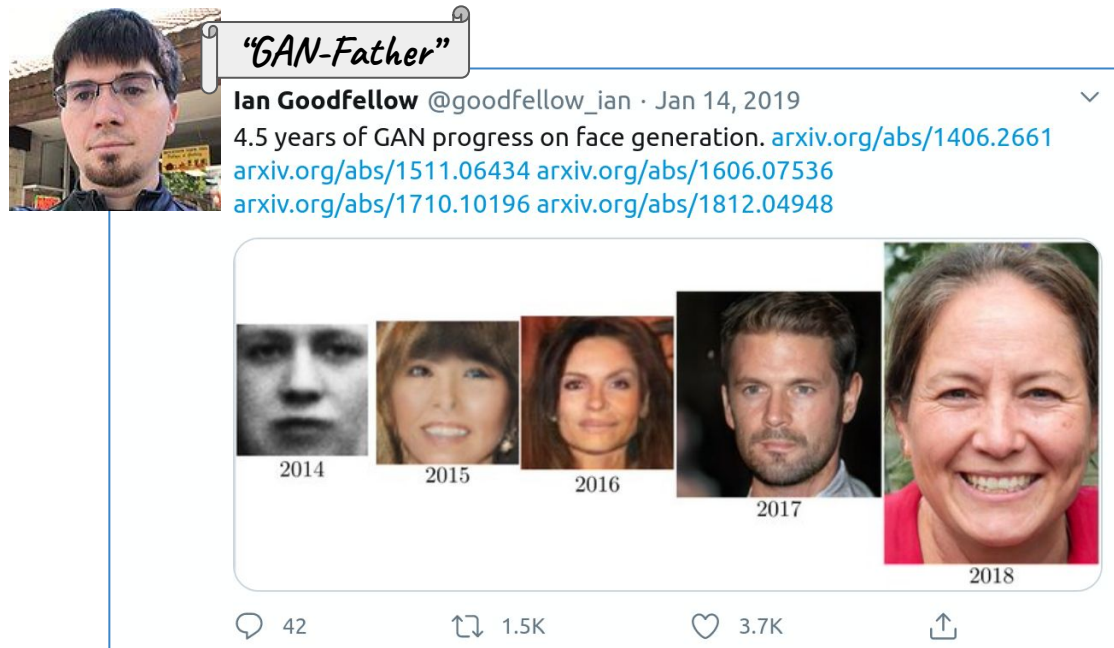 “GAN-Father”
Ian Goodfellow @goodfellow_ian · Jan 14, 2019
4.5 years of GAN progress on face generation. arxiv.org/abs/1406.2661
arxiv.org/abs/1511.06434 arxiv.org/abs/1606.07536
arxiv.org/abs/1710.10196 arxiv.org/abs/1812.04948
2014
2015
2016
2017
2018
42 1.5K 3.7K